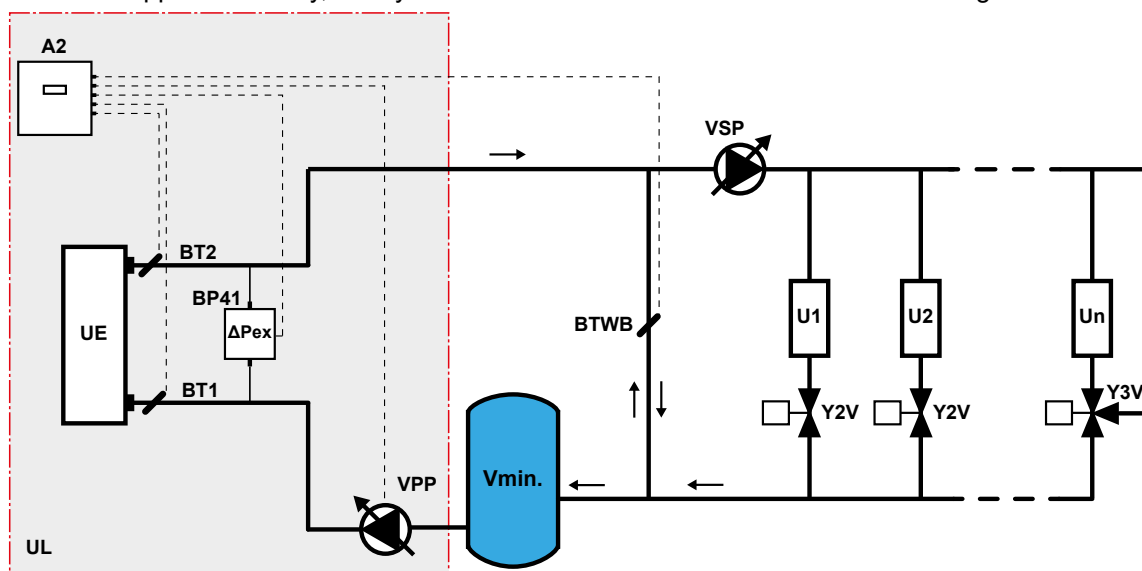 A2
VSP
BT2
BP41
ΔPex
UE
BTWB
U1
U2
Un
BT1
Y2V
Y2V
Y3V
Vmin.
VPP
UL